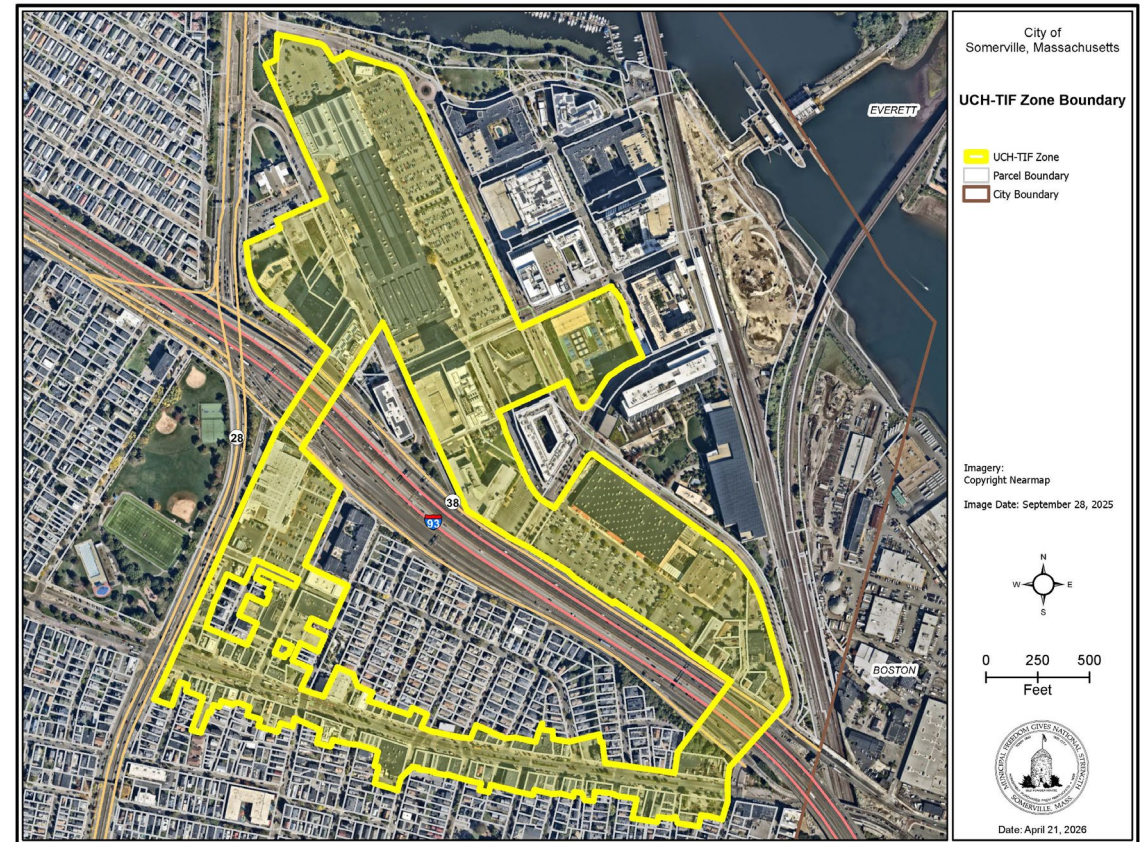 City of
Somerville, Massachusetts
UCH-TIF Zone Boundary
UCH-TIF Zone
Parcel Boundary
City Boundary
EVERETT
28
38
93
BOSTON
Imagery:
Copyright Nearmap
Image Date: September 28, 2025
N
W E
S
0 250 500
Feet
MUNICIPAL FREEDOM GIVES NATIONAL STRENGTH
SOMERVILLE, MASS
Date: April 21, 2026